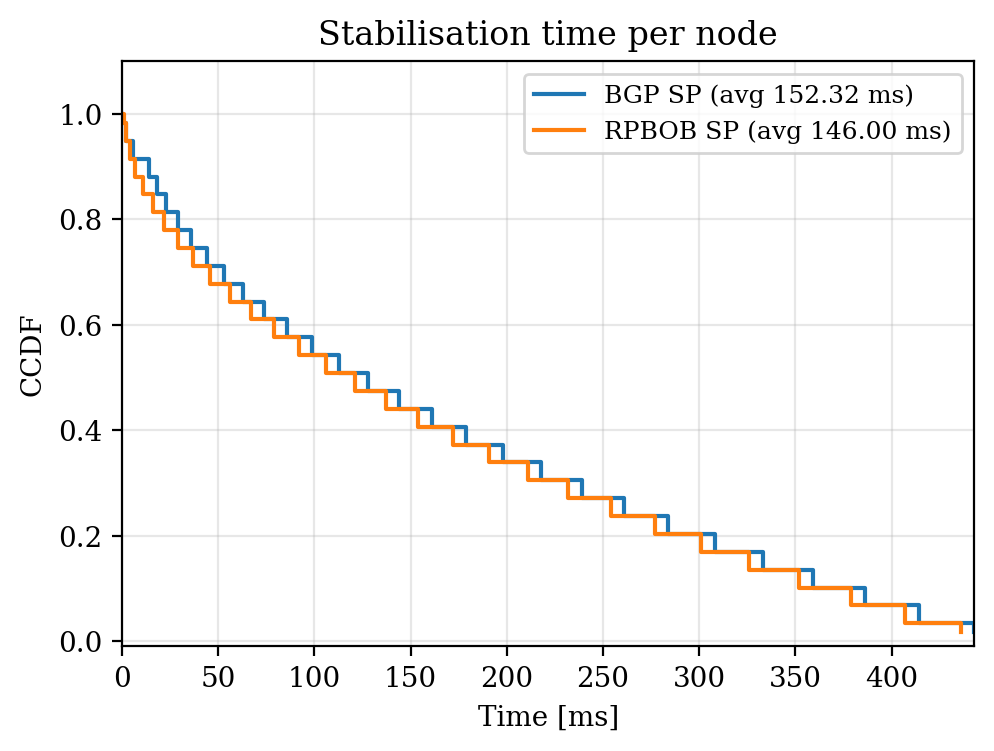 Stabilisation time per node
BGP SP (avg 152.32 ms)
RPBOB SP (avg 146.00 ms)
CCDF
1.0
0.8
0.6
0.4
0.2
0.0
0 50 100 150 200 250 300 350 400
Time [ms]